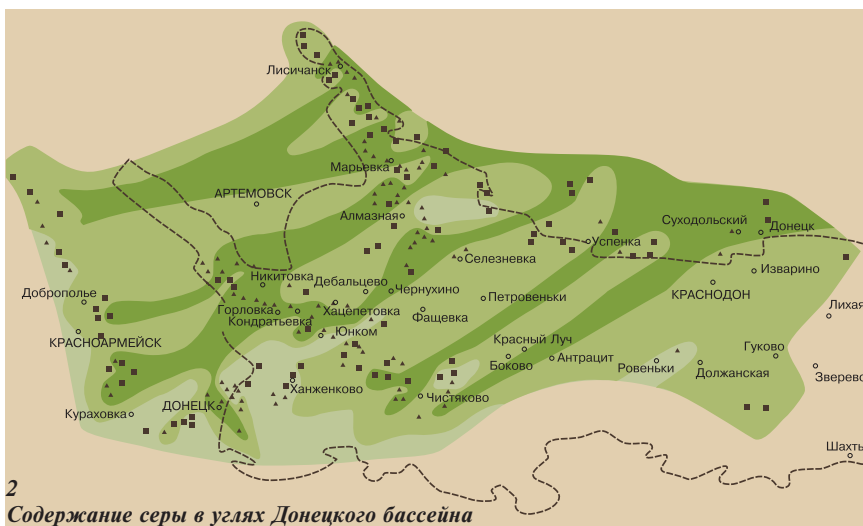 Лисичанск
Марьевка
АРТЕМОВСК
Алмазная
Суходольский
Донецк
Успенка
Селезневка
Изварино
Никитовка
Дебальцево
Чернухино
КРАСНОДОН
Доброполье
Петровеньки
Лихая
Горловка
Хацепетовка
Кондратьевка
Фащевка
Юнком
КРАСНОАРМЕЙСК
Красный Луч
Гуково
Боково
Антрацит
Ровеньки
Должанская
Зверево
Ханженково
Чистяково
Кураховка
ДОНЕЦК
Шахты
2
Содержание серы в углях Донецкого бассейна